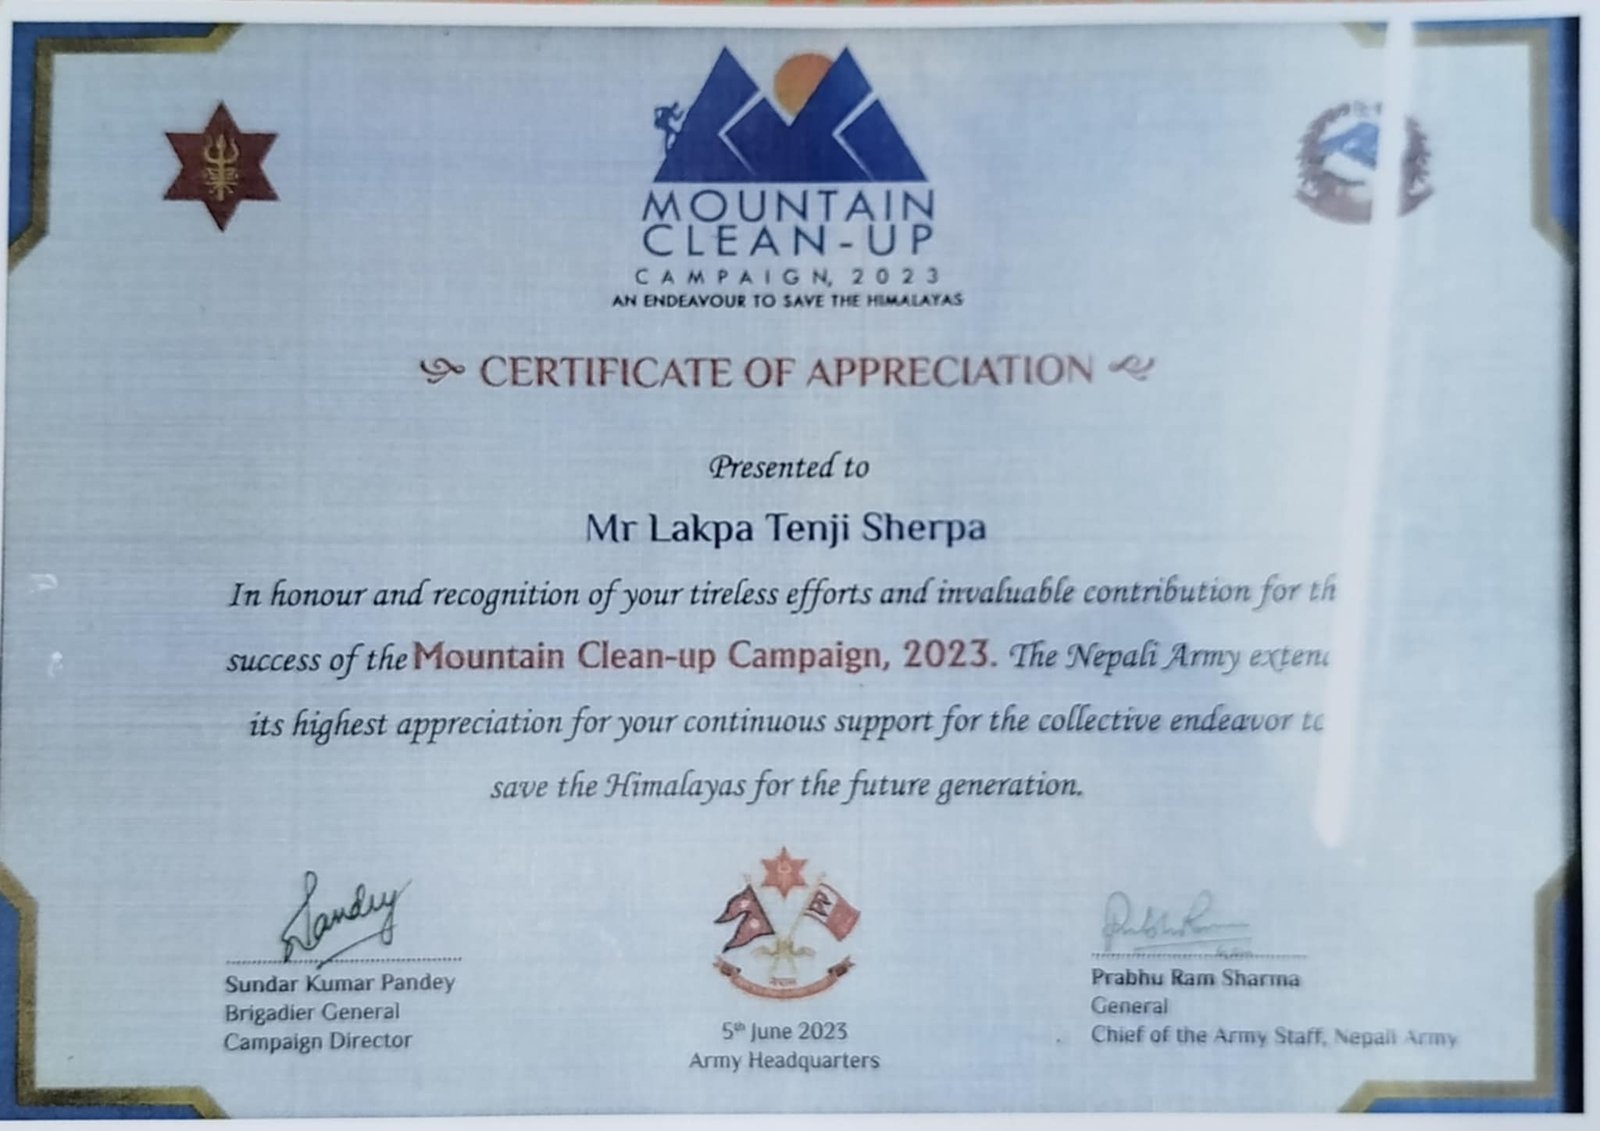 MOUNTAIN
CLEAN-UP
CAMPAIGN, 2023
AN ENDEAVOUR TO SAVE THE HIMALAYAS
CERTIFICATE OF APPRECIATION
Presented to
Mr Lakpa Tenji Sherpa
In honour and recognition of your tireless efforts and invaluable contribution for th
success of the Mountain Clean-up Campaign, 2023. The Nepali Army exten
its highest appreciation for your continuous support for the collective endeavor to
save the Himalayas for the future generation.
Pandey
Sundar Kumar Pandey
Brigadier General
Campaign Director
5th June 2023
Army Headquarters
Prabhu Ram Sharma
General
Chief of the Army Staff, Nepali Army